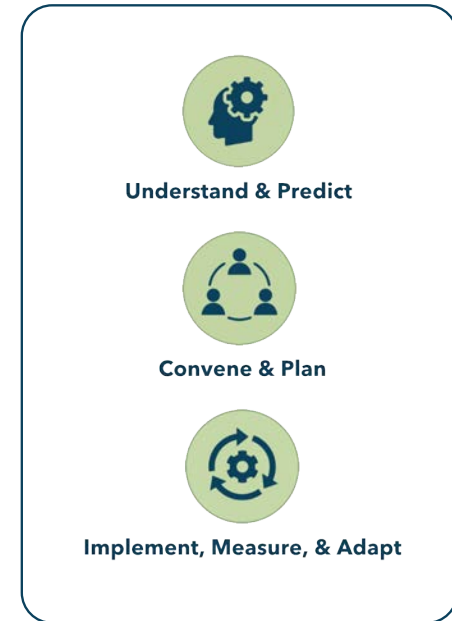 Understand & Predict
Convene & Plan
Implement, Measure, & Adapt